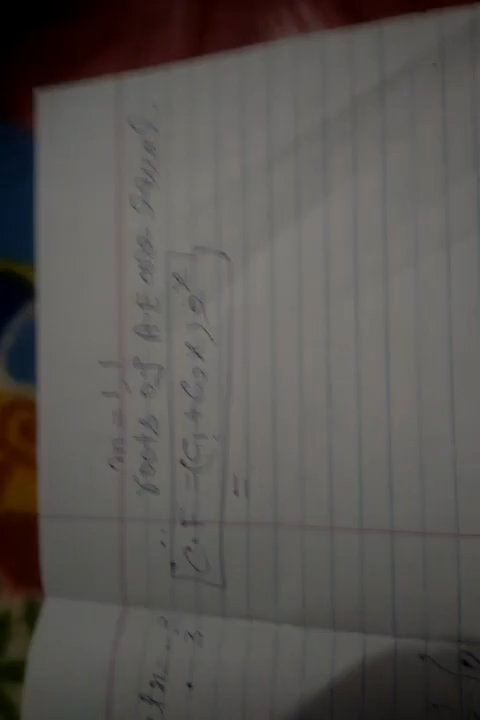 m = 1, 1
roots of A.E are equal.
∴ C.F = (C₁ + C₂x) eˣ